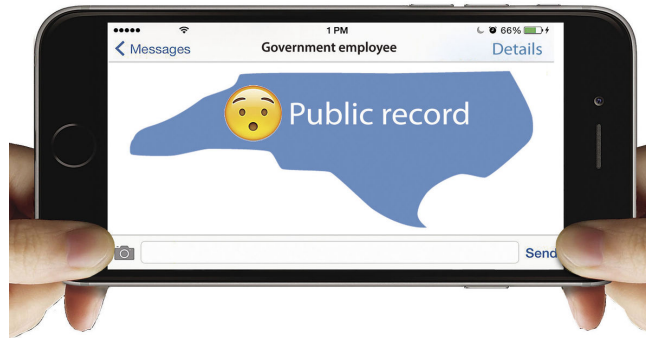 1 PM
66%
Messages
Government employee
Details
Public record
Send